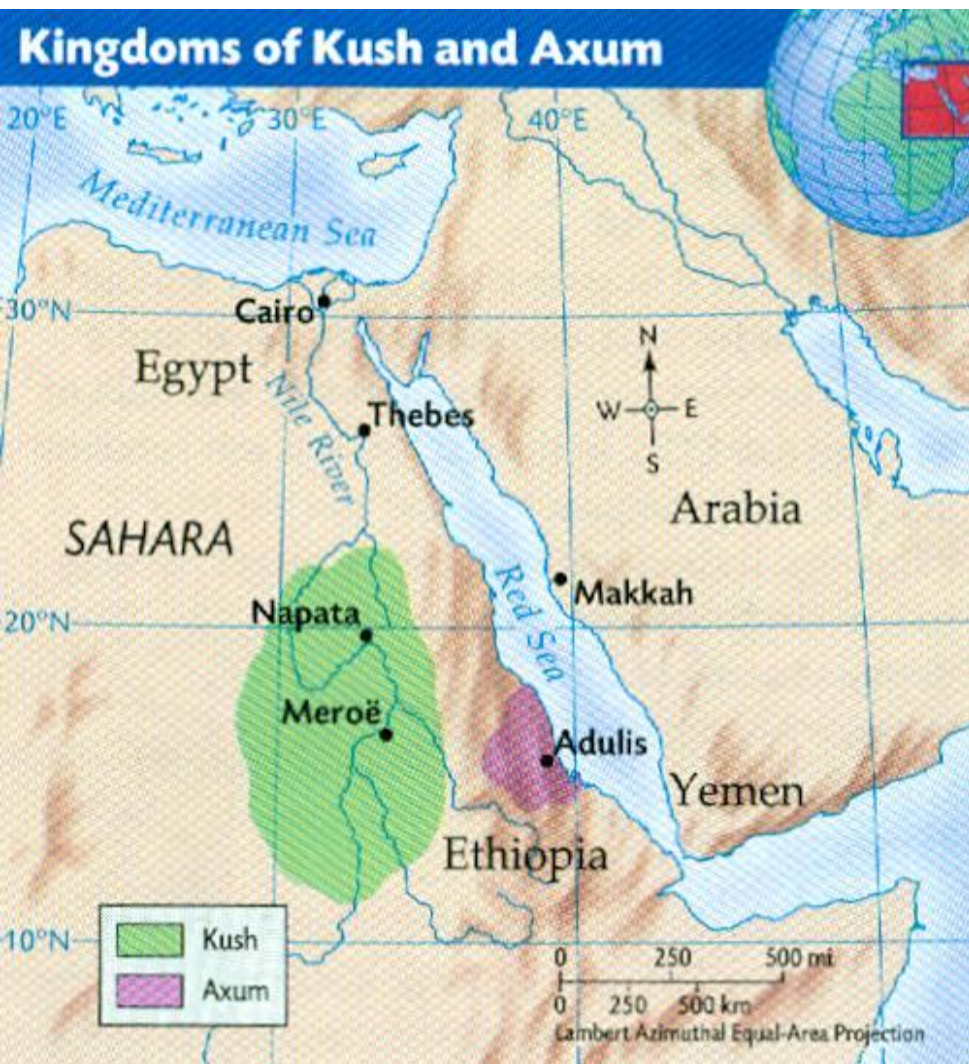 Kingdoms of Kush and Axum
20°E
30°E
40°E
Mediterranean Sea
30°N
Cairo
Egypt
Nile River
Thebes
N
W
E
S
Arabia
SAHARA
Red Sea
Makkah
20°N
Napata
Meroë
Adulis
Yemen
Ethiopia
10°N
Kush
Axum
0 250 500 mi
0 250 500 km
Lambert Azimuthal Equal-Area Projection